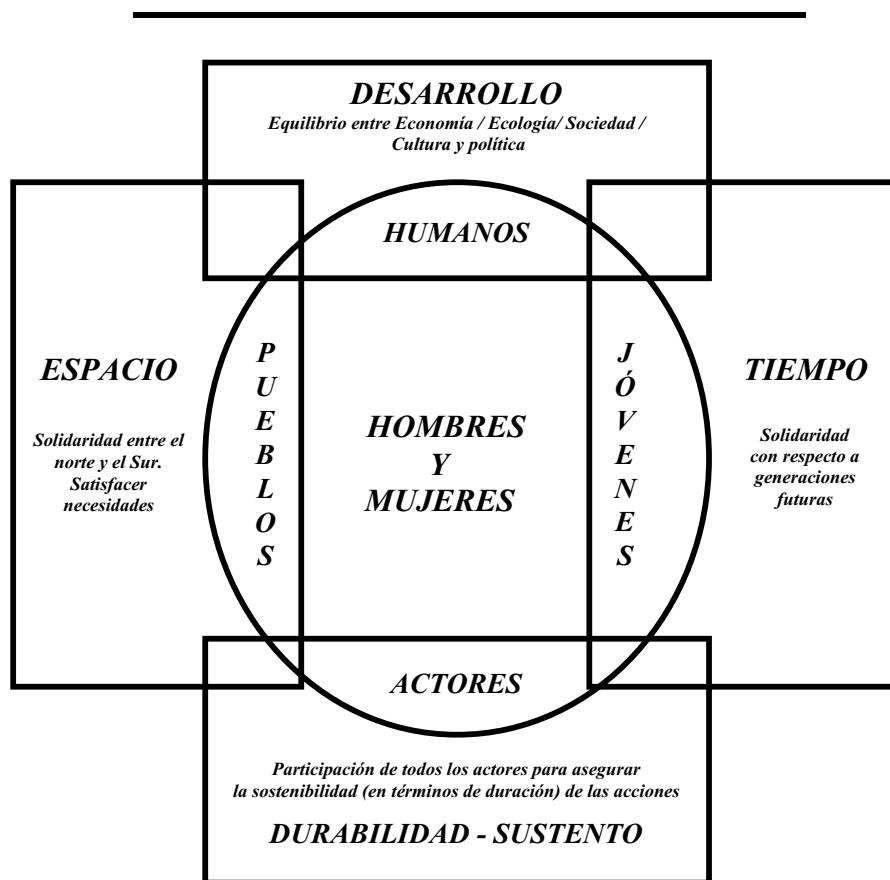 DESARROLLO
Equilibrio entre Economía / Ecología/ Sociedad /
Cultura y política
HUMANOS
ESPACIO
Solidaridad entre el
norte y el Sur.
Satisfacer
necesidades
P
U
E
B
L
O
S
HOMBRES
Y
MUJERES
J
Ó
V
E
N
E
S
TIEMPO
Solidaridad
con respecto a
generaciones
futuras
ACTORES
Participación de todos los actores para asegurar
la sostenibilidad (en términos de duración) de las acciones
DURABILIDAD - SUSTENTO